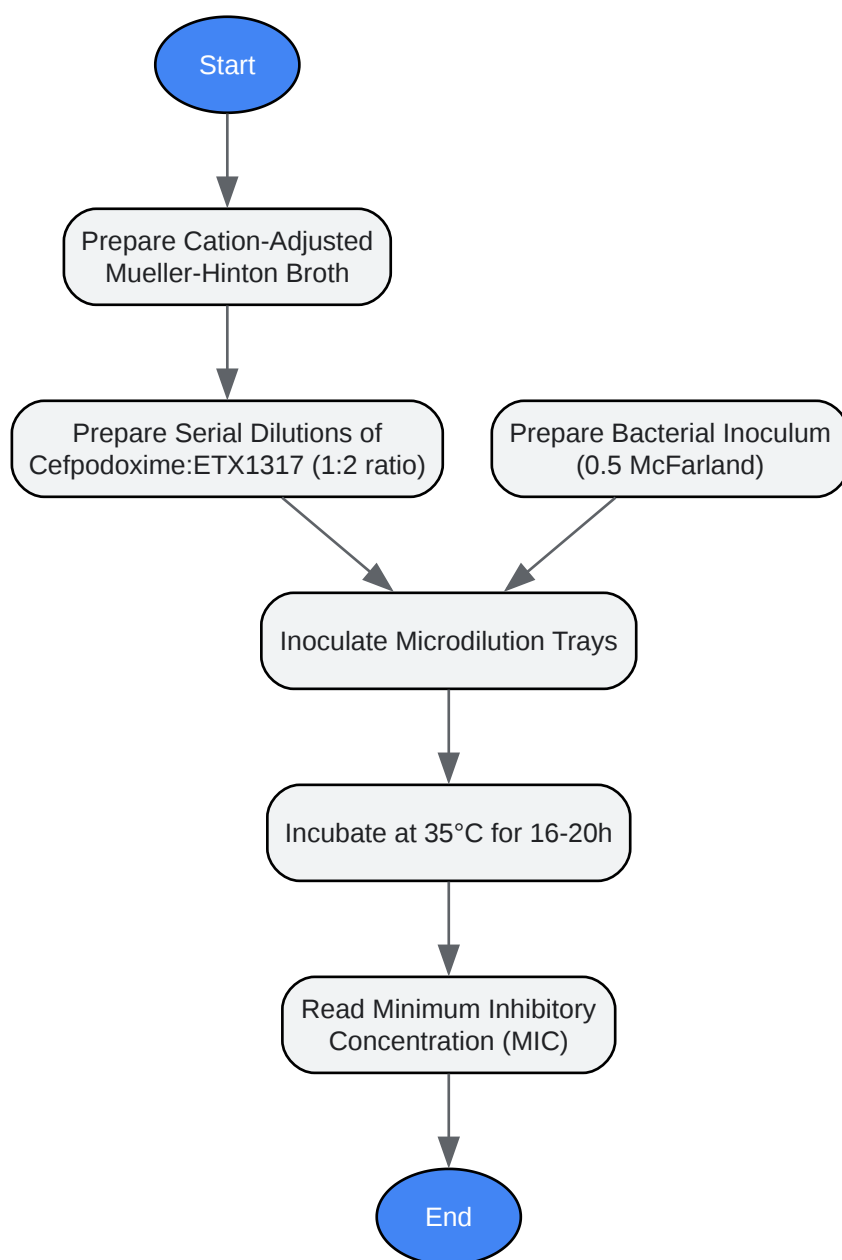 Start
Prepare Cation-Adjusted
Mueller-Hinton Broth
Prepare Serial Dilutions of
Cefpodoxime:ETX1317 (1:2 ratio)
Prepare Bacterial Inoculum
(0.5 McFarland)
Inoculate Microdilution Trays
Incubate at 35°C for 16-20h
Read Minimum Inhibitory
Concentration (MIC)
End